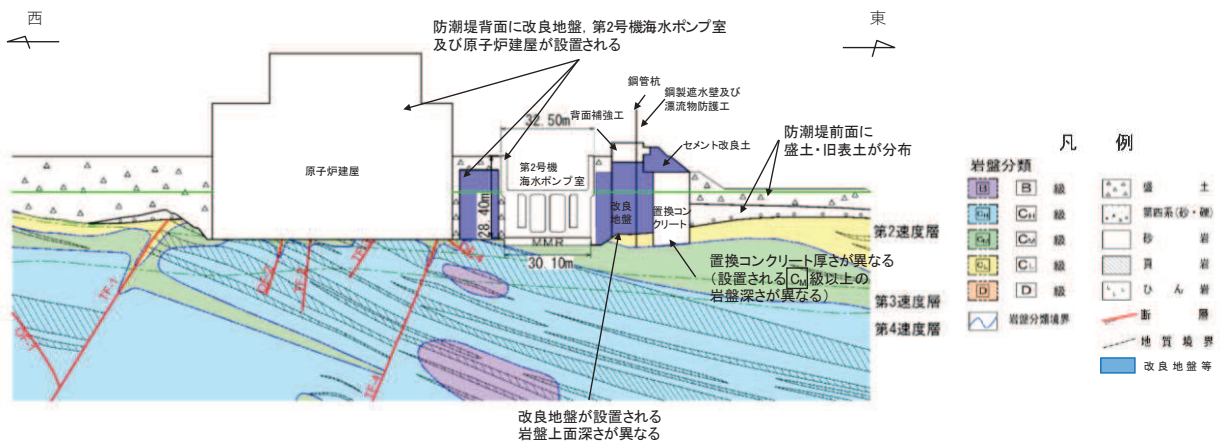 西
東
防潮堤背面に改良地盤，第2号機海水ポンプ室
及び原子炉建屋が設置される
鋼管杭
鋼製遮水壁及び
漂流物防護工
背面補強工
32.50m
セメント改良土
防潮堤前面に
盛土・旧表土が分布
原子炉建屋
第2号機
海水ポンプ室
28.40m
改良
地盤
置換コン
クリート
MMR
30.10m
置換コンクリート厚さが異なる
（設置されるCM級以上の
岩盤深さが異なる）
第2速度層
第3速度層
第4速度層
TF-1
TF-4
改良地盤が設置される
岩盤上面深さが異なる
凡 例
岩盤分類
B B 級
CH CH 級
CM CM 級
CL CL 級
D D 級
岩盤分類境界
盛 土
第四系(砂・礫)
砂 岩
頁 岩
ひ ん 岩
断 層
地 質 境 界
改 良 地 盤 等